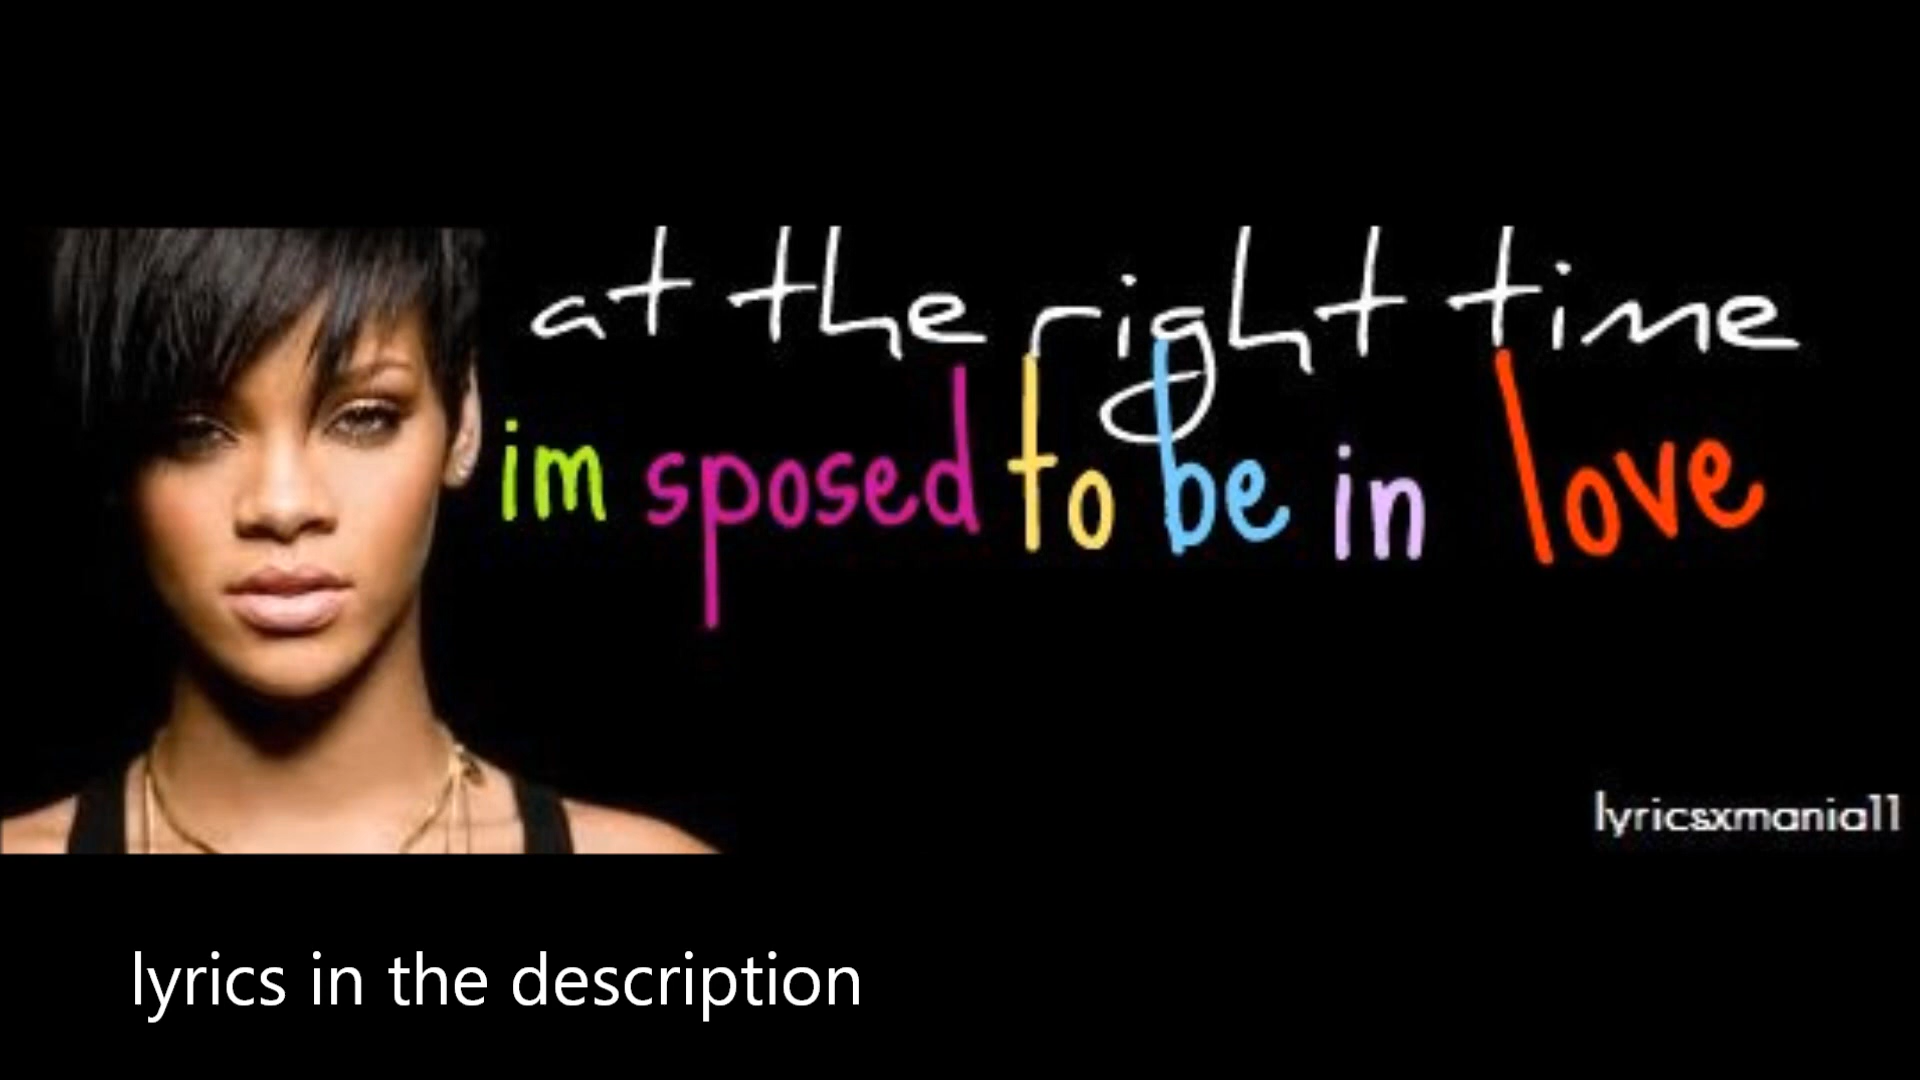 at the right time
im sposed to be in love
lyricsxmania11
lyrics in the description